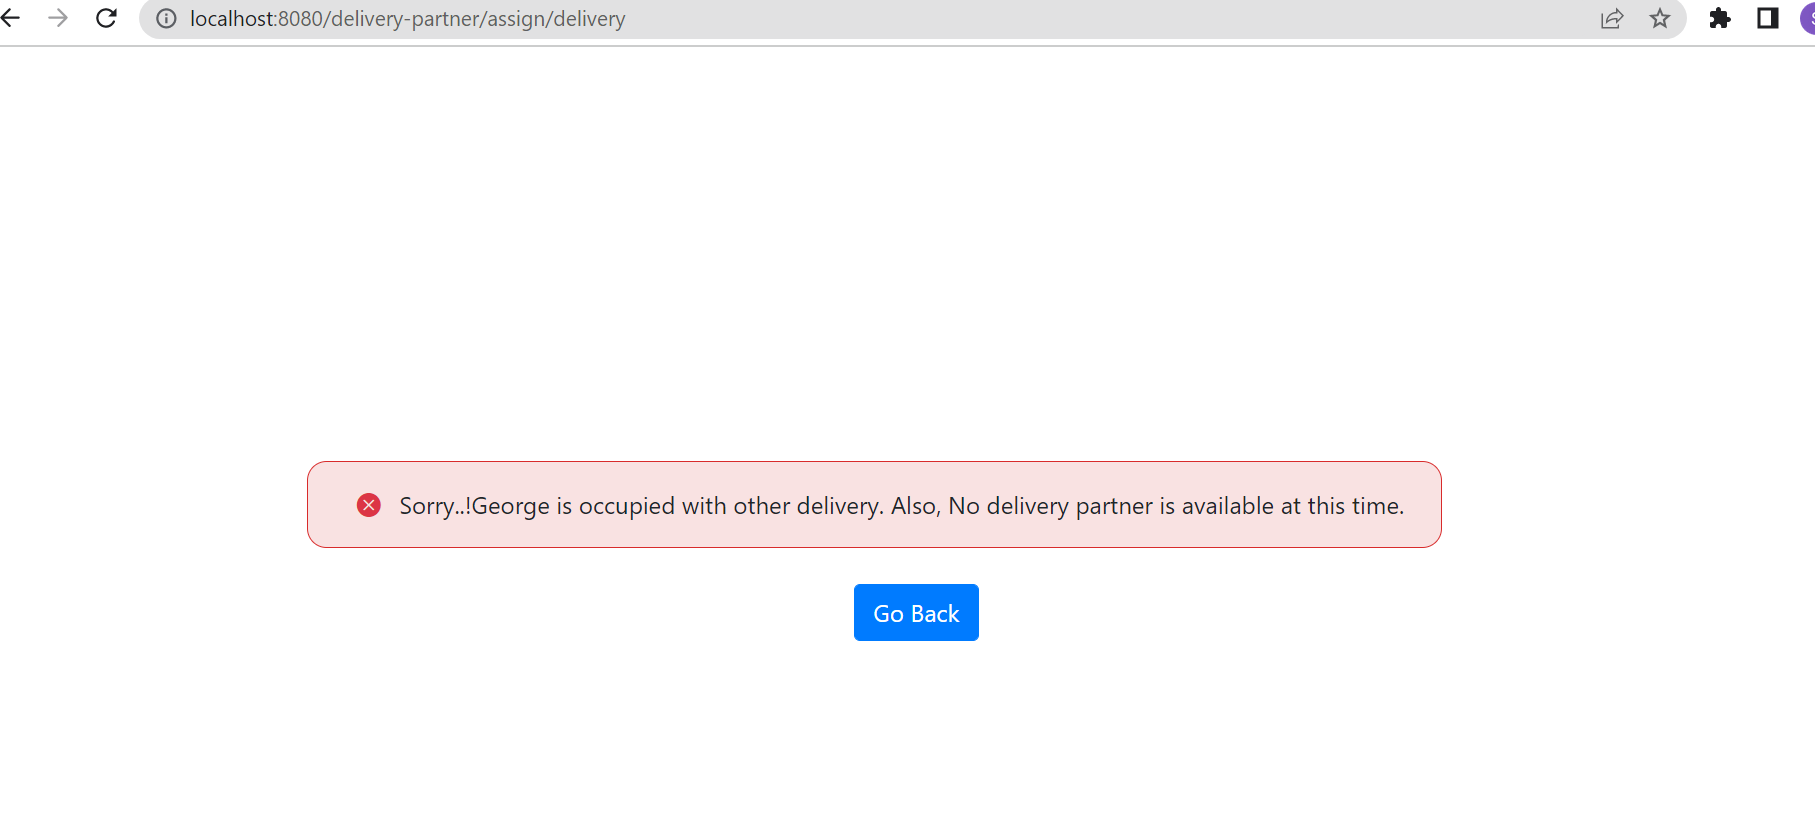 localhost:8080/delivery-partner/assign/delivery
Sorry..!George is occupied with other delivery. Also, No delivery partner is available at this time.
Go Back